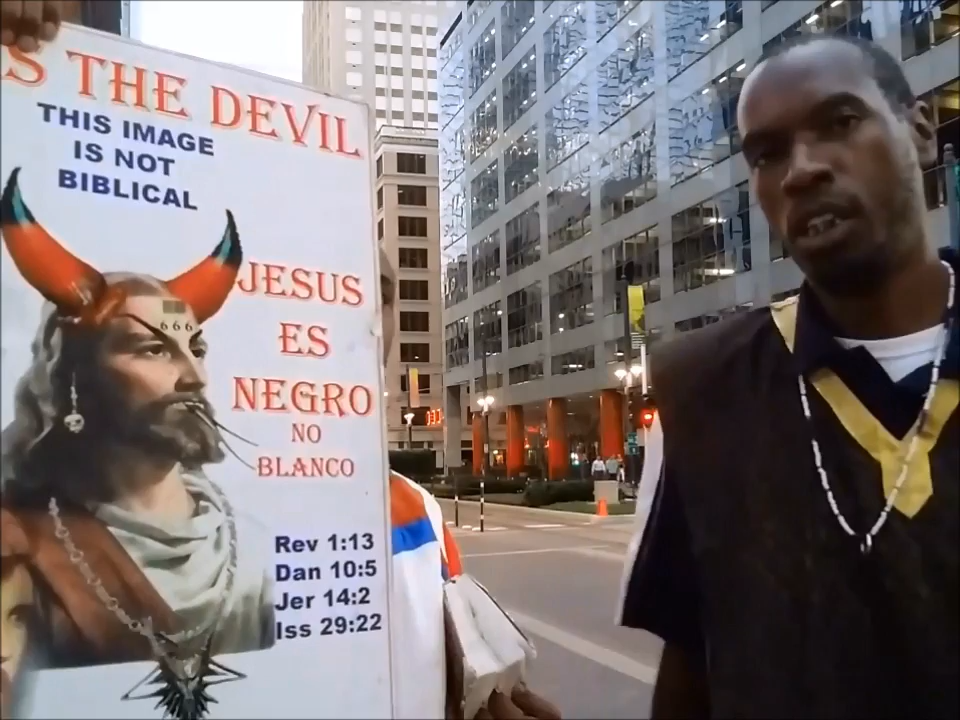 S THE DEVIL
THIS IMAGE
IS NOT
BIBLICAL
666
JESUS
ES
NEGRO
NO
BLANCO
Rev 1:13
Dan 10:5
Jer 14:2
Iss 29:22